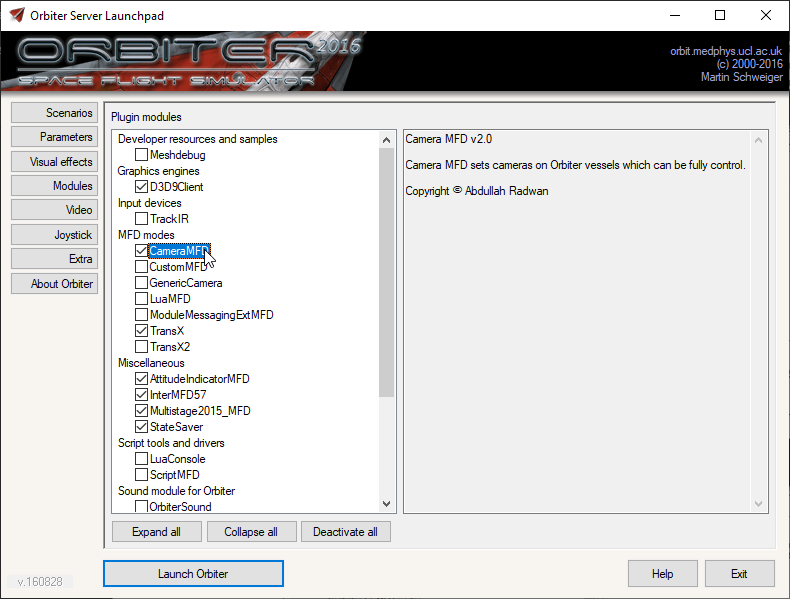 Orbiter Server Launchpad
ORBITER 2016
SPACE FLIGHT SIMULATOR
orbit.medphys.ucl.ac.uk
(c) 2000-2016
Martin Schweiger
Scenarios
Parameters
Visual effects
Modules
Video
Joystick
Extra
About Orbiter
Plugin modules
Developer resources and samples
Meshdebug
Graphics engines
D3D9Client
Input devices
TrackIR
MFD modes
CameraMFD
CustomMFD
GenericCamera
LuaMFD
ModuleMessagingExtMFD
TransX
TransX2
Miscellaneous
AttitudeIndicatorMFD
InterMFD57
Multistage2015_MFD
StateSaver
Script tools and drivers
LuaConsole
ScriptMFD
Sound module for Orbiter
OrbiterSound
Camera MFD v2.0
Camera MFD sets cameras on Orbiter vessels which can be fully control.
Copyright © Abdullah Radwan
Expand all
Collapse all
Deactivate all
v.160828
Launch Orbiter
Help
Exit